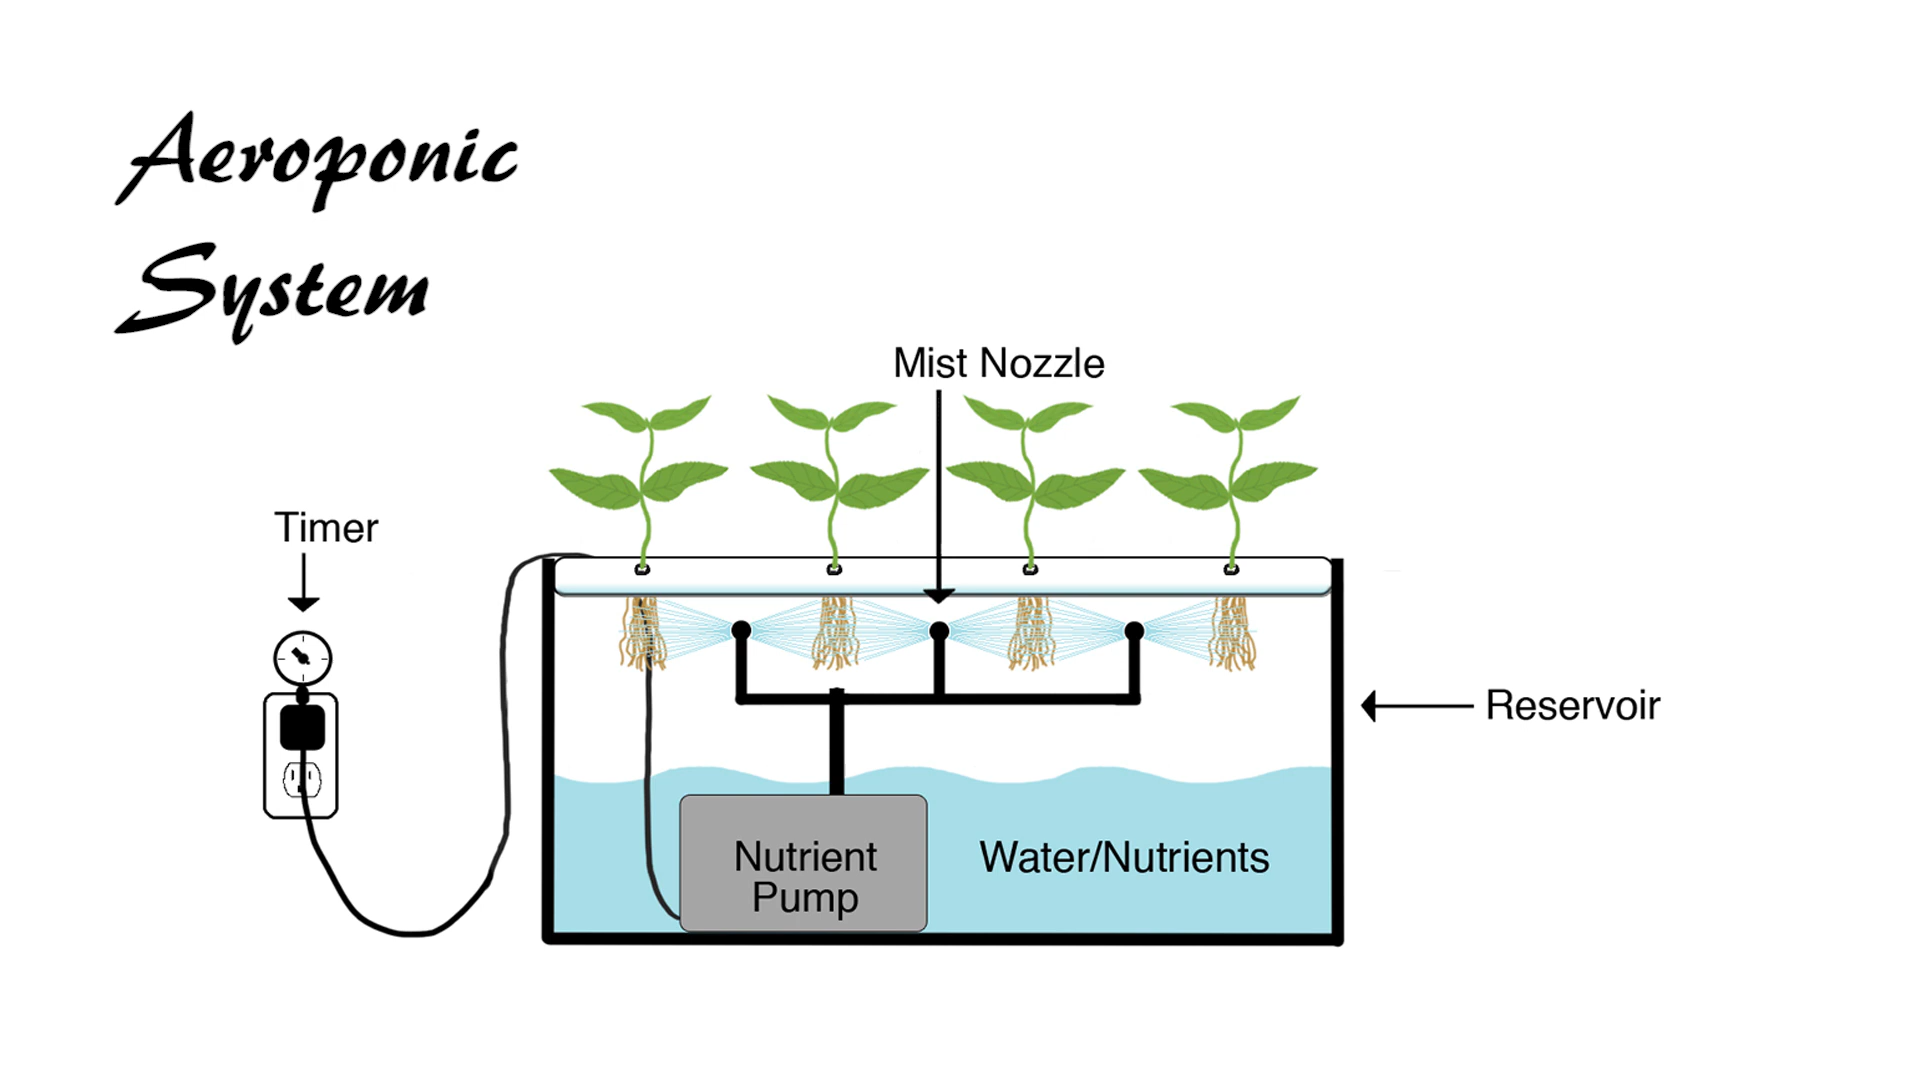 Aeroponic
System
Mist Nozzle
Timer
Reservoir
Nutrient
Pump
Water/Nutrients